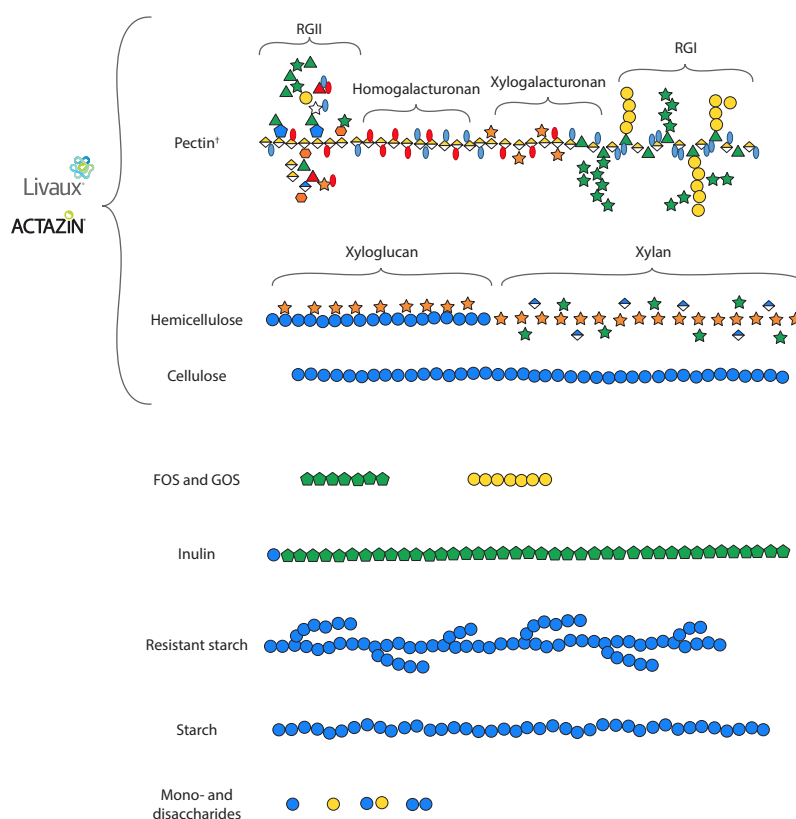 RGII
RGI
Homogalacturonan
Xylogalacturonan
Pectin†
Livaux
ACTAZiN
Xyloglucan
Xylan
Hemicellulose
Cellulose
FOS and GOS
Inulin
Resistant starch
Starch
Mono- and
disaccharides